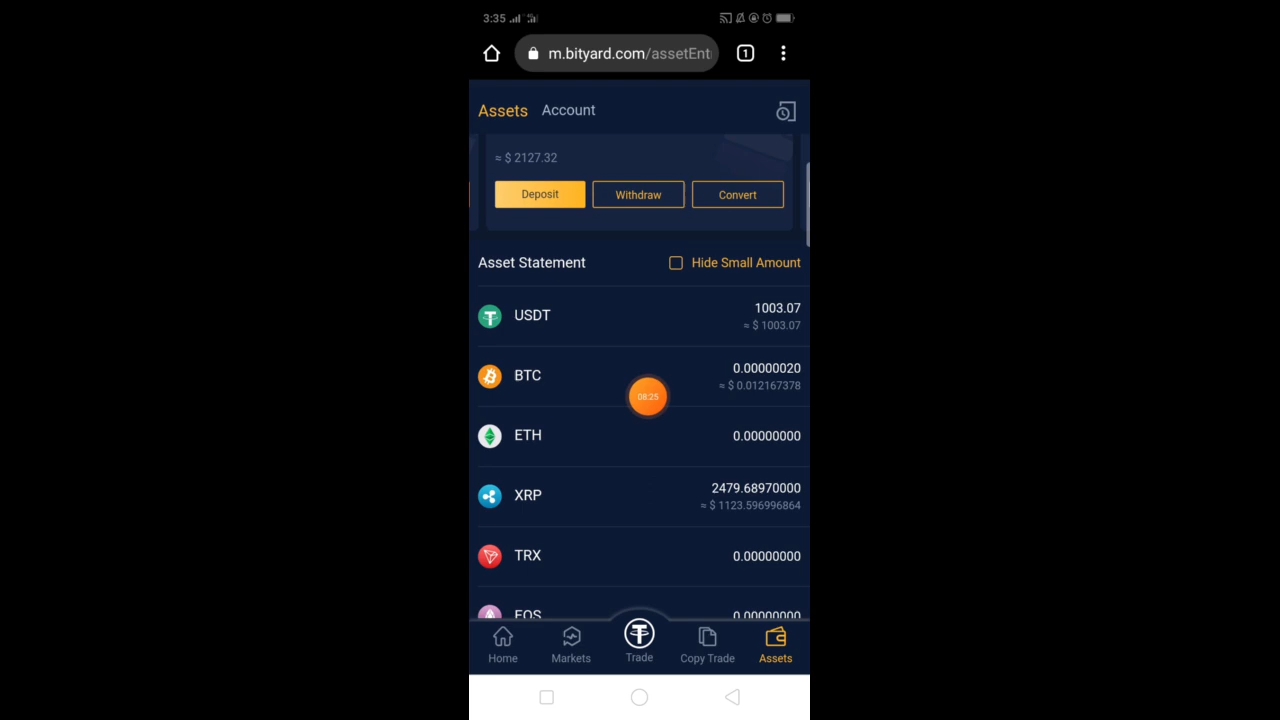 3:35
m.bityard.com/assetEnt
1
Assets Account
≈ $ 2127.32
Deposit Withdraw Convert
Asset Statement Hide Small Amount
USDT 1003.07
≈ $ 1003.07
BTC 0.00000020
≈ $ 0.012167378
08:25
ETH 0.00000000
XRP 2479.68970000
≈ $ 1123.596996864
TRX 0.00000000
EOS 0.00000000
Home Markets Trade Copy Trade Assets